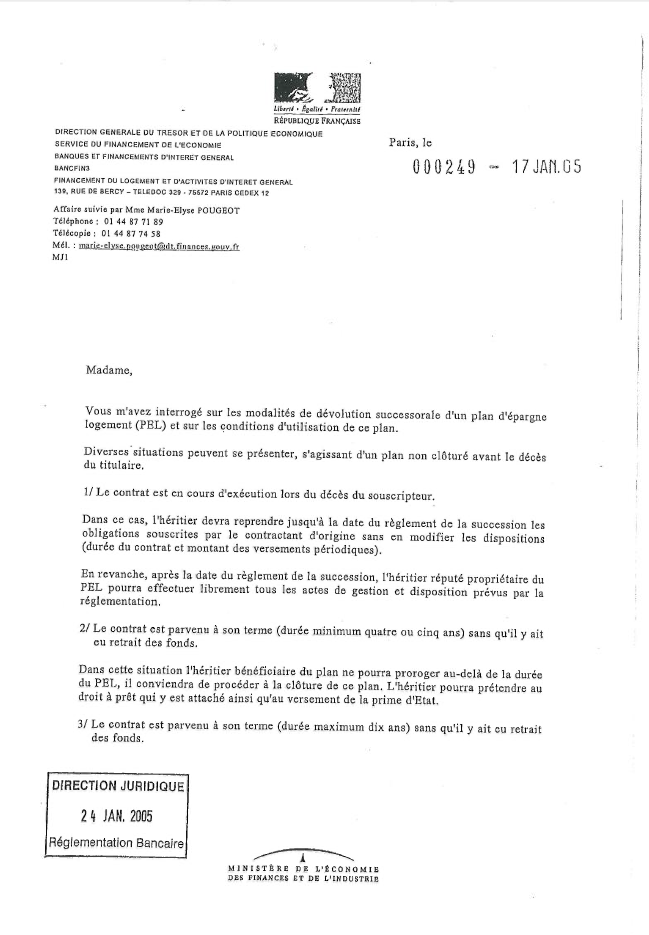 Liberté • Égalité • Fraternité
RÉPUBLIQUE FRANÇAISE
DIRECTION GENERALE DU TRESOR ET DE LA POLITIQUE ECONOMIQUE
SERVICE DU FINANCEMENT DE L'ECONOMIE
BANQUES ET FINANCEMENTS D'INTERET GENERAL
BANCFIN3
FINANCEMENT DU LOGEMENT ET D'ACTIVITES D'INTERET GENERAL
139, RUE DE BERCY – TELEDOC 329 - 75572 PARIS CEDEX 12
Paris, le
000249 - 17 JAN. 05
Affaire suivie par Mme Marie-Elyse POUGEOT
Téléphone : 01 44 87 71 89
Télécopie : 01 44 87 74 58
Mél. : marie-elyse.pougeot@dt.finances.gouv.fr
MJ1
Madame,
Vous m'avez interrogé sur les modalités de dévolution successorale d'un plan d'épargne
logement (PEL) et sur les conditions d'utilisation de ce plan.
Diverses situations peuvent se présenter, s'agissant d'un plan non clôturé avant le décès
du titulaire.
1/ Le contrat est en cours d'exécution lors du décès du souscripteur.
Dans ce cas, l'héritier devra reprendre jusqu'à la date du règlement de la succession les
obligations souscrites par le contractant d'origine sans en modifier les dispositions
(durée du contrat et montant des versements périodiques).
En revanche, après la date du règlement de la succession, l'héritier réputé propriétaire du
PEL pourra effectuer librement tous les actes de gestion et disposition prévus par la
réglementation.
2/ Le contrat est parvenu à son terme (durée minimum quatre ou cinq ans) sans qu'il y ait
eu retrait des fonds.
Dans cette situation l'héritier bénéficiaire du plan ne pourra proroger au-delà de la durée
du PEL, il conviendra de procéder à la clôture de ce plan. L'héritier pourra prétendre au
droit à prêt qui y est attaché ainsi qu'au versement de la prime d'Etat.
3/ Le contrat est parvenu à son terme (durée maximum dix ans) sans qu'il y ait eu retrait
des fonds.
DIRECTION JURIDIQUE
24 JAN. 2005
Réglementation Bancaire
MINISTÈRE DE L'ÉCONOMIE
DES FINANCES ET DE L'INDUSTRIE